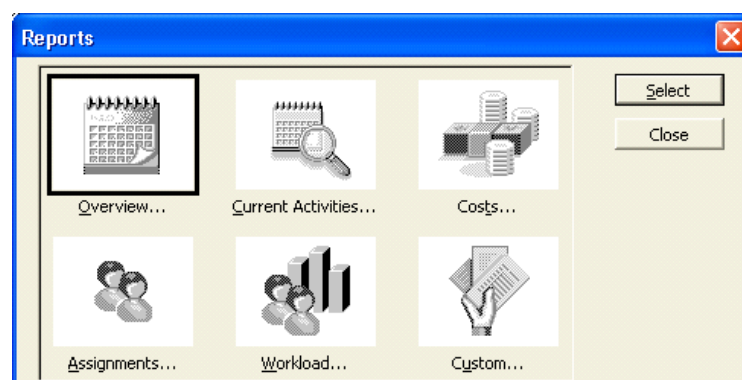 Reports
Select
Close
Overview...
Current Activities...
Costs...
Assignments...
Workload...
Custom...